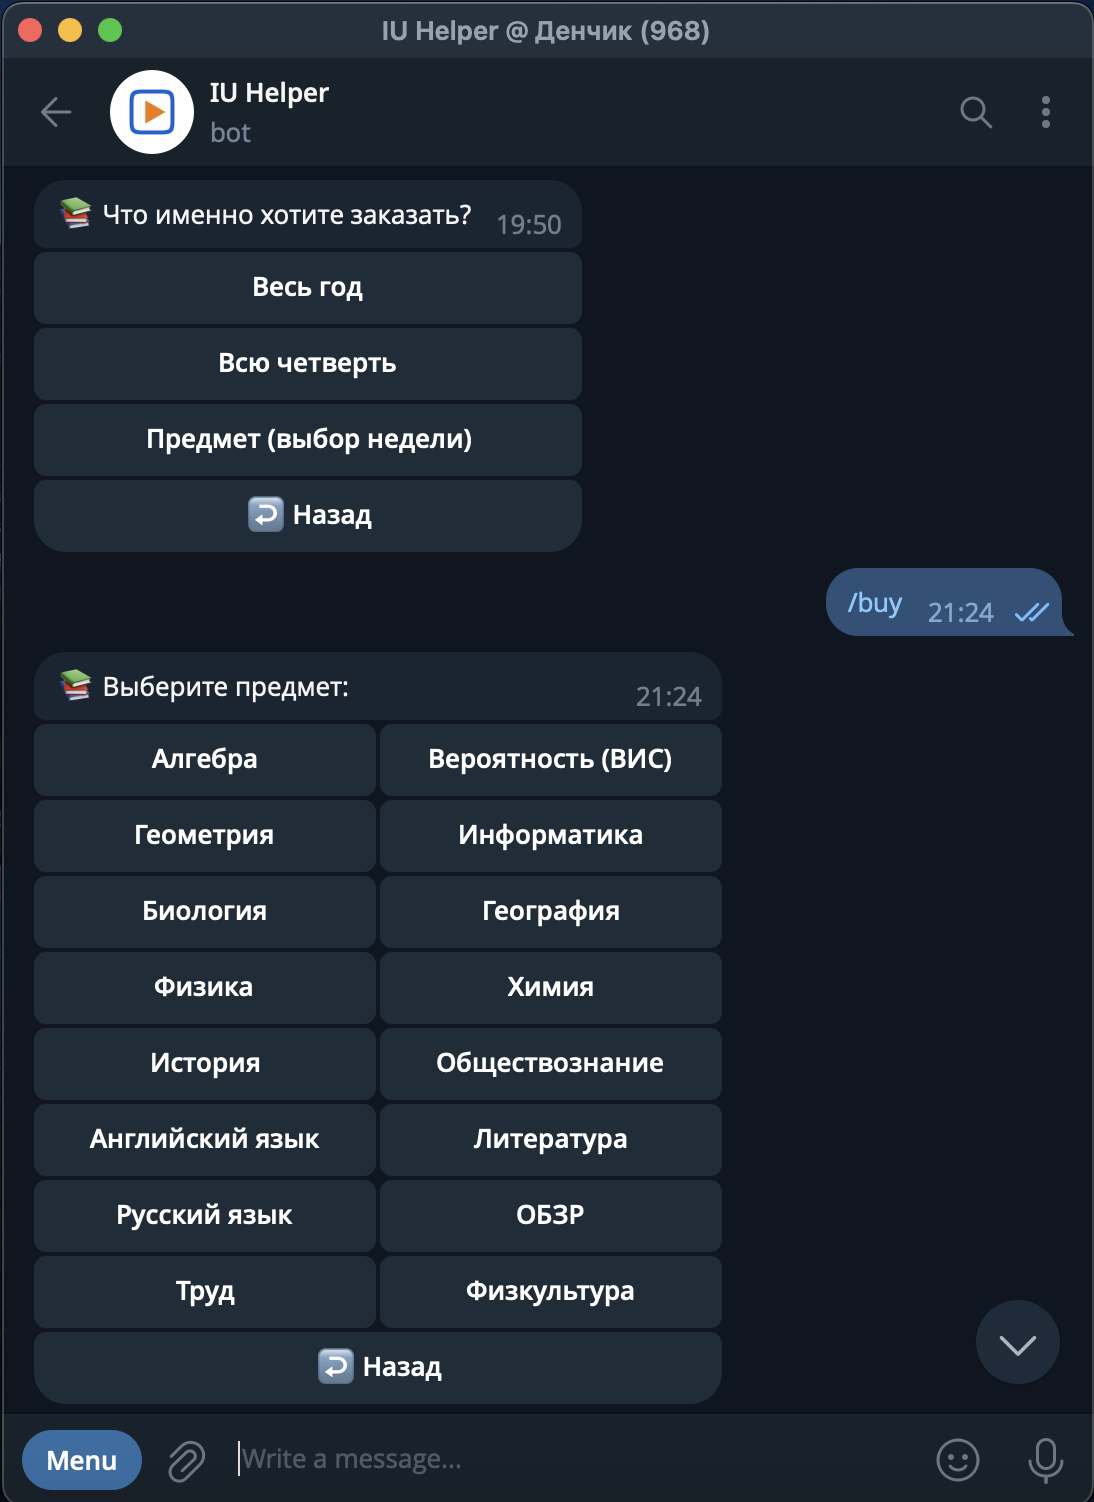 IU Helper @ Денчик (968)
IU Helper
bot
📚 Что именно хотите заказать? 19:50
Весь год
Всю четверть
Предмет (выбор недели)
↩️ Назад
/buy 21:24
📚 Выберите предмет: 21:24
Алгебра Вероятность (ВИС)
Геометрия Информатика
Биология География
Физика Химия
История Обществознание
Английский язык Литература
Русский язык ОБЗР
Труд Физкультура
↩️ Назад
Menu Write a message...